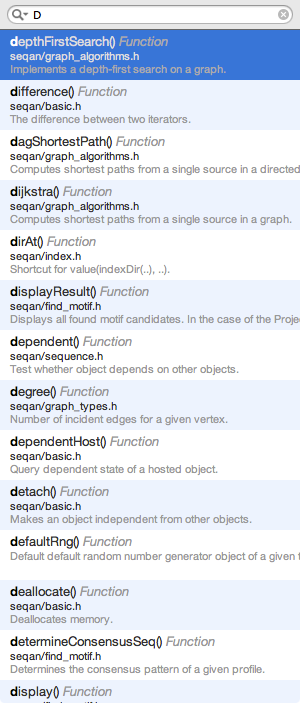 D
depthFirstSearch() Function
seqan/graph_algorithms.h
Implements a depth-first search on a graph.
difference() Function
seqan/basic.h
The difference between two iterators.
dagShortestPath() Function
seqan/graph_algorithms.h
Computes shortest paths from a single source in a directed
dijkstra() Function
seqan/graph_algorithms.h
Computes shortest paths from a single source in a graph.
dirAt() Function
seqan/index.h
Shortcut for value(indexDir(..), ..).
displayResult() Function
seqan/find_motif.h
Displays all found motif candidates. In the case of the Proje
dependent() Function
seqan/sequence.h
Test whether object depends on other objects.
degree() Function
seqan/graph_types.h
Number of incident edges for a given vertex.
dependentHost() Function
seqan/basic.h
Query dependent state of a hosted object.
detach() Function
seqan/basic.h
Makes an object independent from other objects.
defaultRng() Function
Default default random number generator object of a given t
deallocate() Function
seqan/basic.h
Deallocates memory.
determineConsensusSeq() Function
seqan/find_motif.h
Determines the consensus pattern of a given profile.
display() Function
seqan/find_motif.h